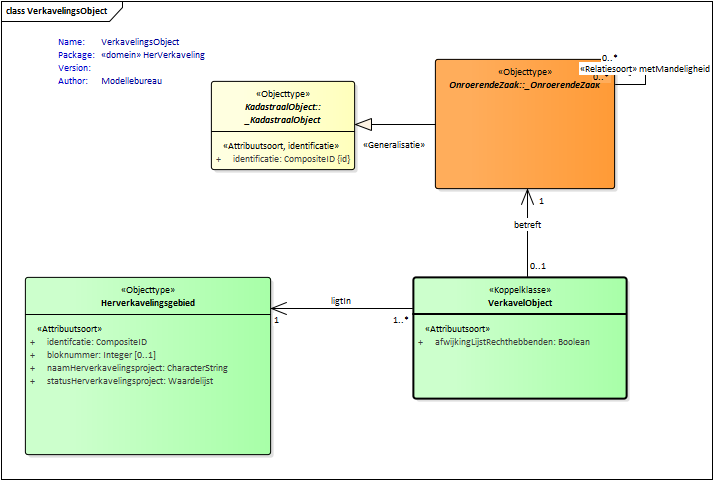 class VerkavelingsObject
Name: VerkavelingsObject
Package: «domein» HerVerkaveling
Version:
Author: Modellebureau
«Objecttype»
KadastraalObject::
_KadastraalObject
«Attribuutsoort, identificatie»
+ identificatie: CompositeID {id}
«Generalisatie»
«Objecttype»
OnroerendeZaak::_OnroerendeZaak
0..*
«Relatiesoort» metMandeligheid
0..*
1
betreft
0..1
«Objecttype»
Herverkavelingsgebied
«Attribuutsoort»
+ identifcatie: CompositeID
+ bloknummer: Integer [0..1]
+ naamHerverkavelingsproject: CharacterString
+ statusHerverkavelingsproject: Waardelijst
ligtIn
1
1..*
«Koppelklasse»
VerkavelObject
«Attribuutsoort»
+ afwijkingLijstRechthebbenden: Boolean